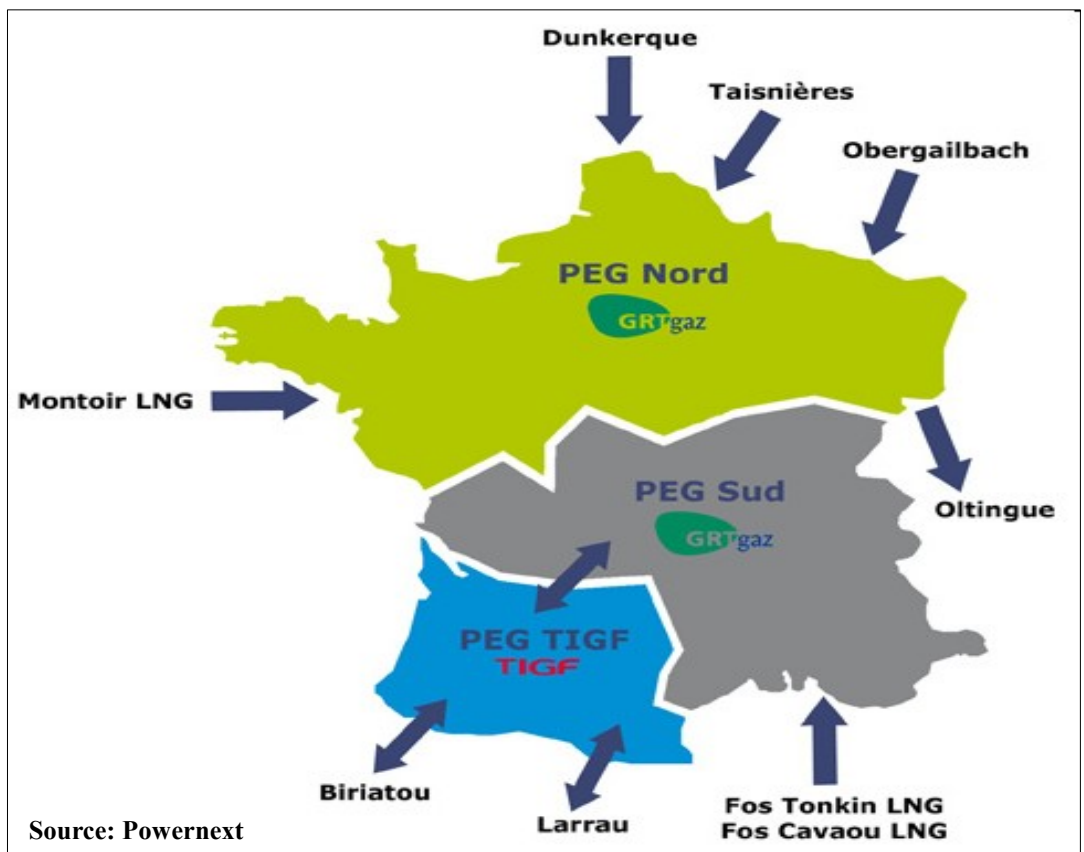 Dunkerque
Taisnières
Obergailbach
PEG Nord
GRTgaz
Montoir LNG
PEG Sud
GRTgaz
Oltingue
PEG TIGF
TIGF
Biriatou
Larrau
Fos Tonkin LNG
Fos Cavaou LNG
Source: Powernext